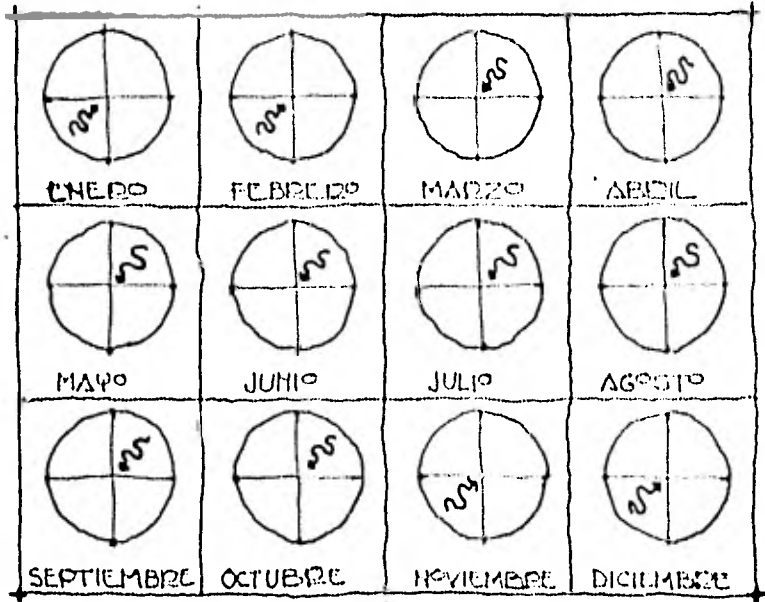 ENERO FEBRERO MARZO ABRIL
MAYO JUNIO JULIO AGOSTO
SEPTIEMBRE OCTUBRE NOVIEMBRE DICIEMBRE